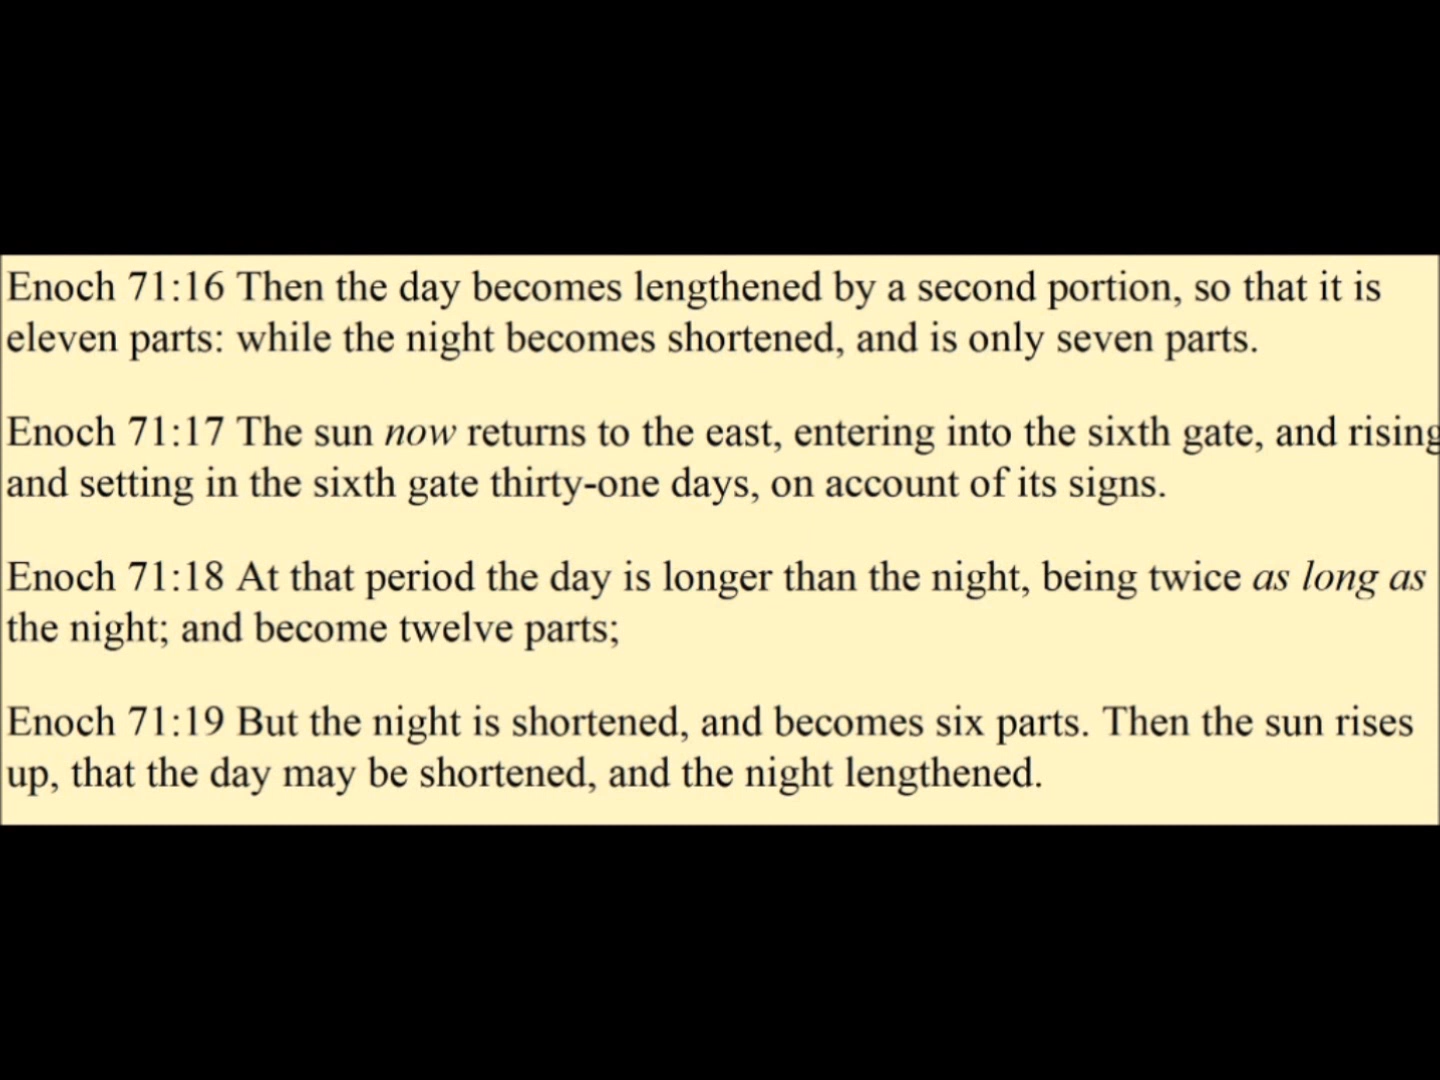 Enoch 71:16 Then the day becomes lengthened by a second portion, so that it is
eleven parts: while the night becomes shortened, and is only seven parts.
Enoch 71:17 The sun now returns to the east, entering into the sixth gate, and rising
and setting in the sixth gate thirty-one days, on account of its signs.
Enoch 71:18 At that period the day is longer than the night, being twice as long as
the night; and become twelve parts;
Enoch 71:19 But the night is shortened, and becomes six parts. Then the sun rises
up, that the day may be shortened, and the night lengthened.